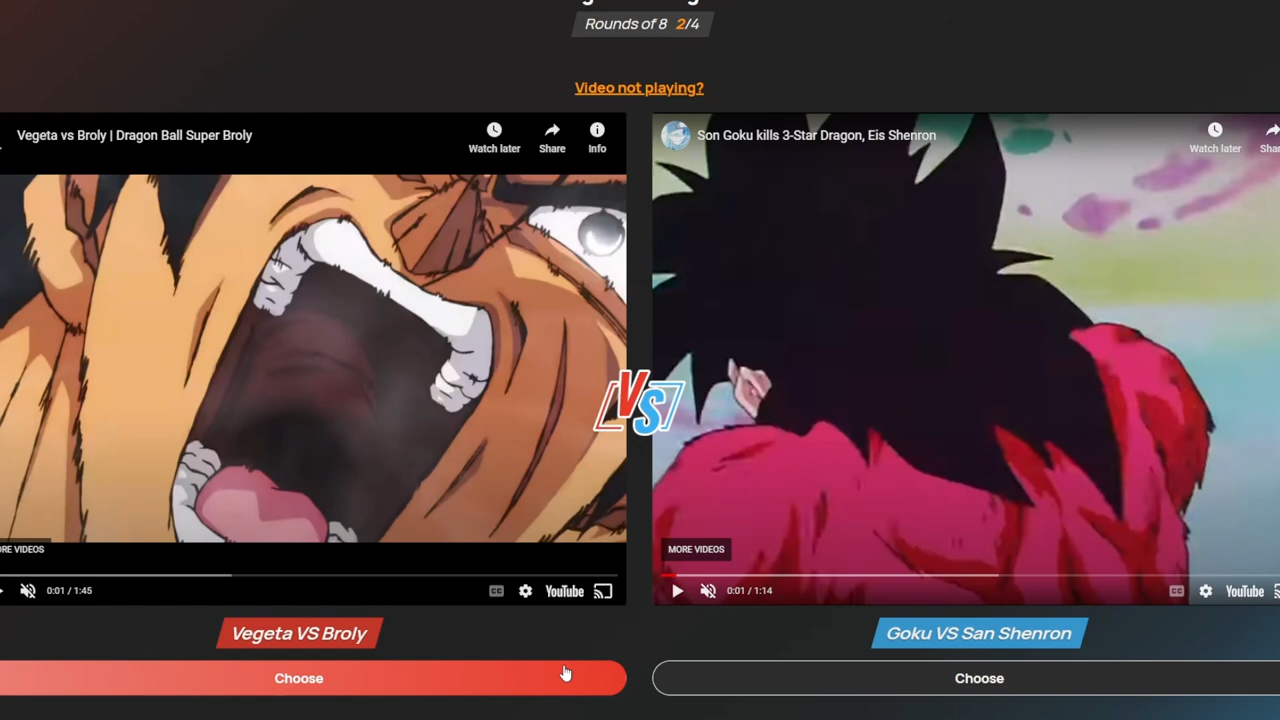 Rounds of 8 2/4
Video not playing?
Vegeta vs Broly | Dragon Ball Super Broly
Watch later
Share
Info
MORE VIDEOS
0:01 / 1:45
CC
YouTube
Son Goku kills 3-Star Dragon, Eis Shenron
Watch later
MORE VIDEOS
0:01 / 1:14
CC
YouTube
VS
Vegeta VS Broly
Goku VS San Shenron
Choose
Choose